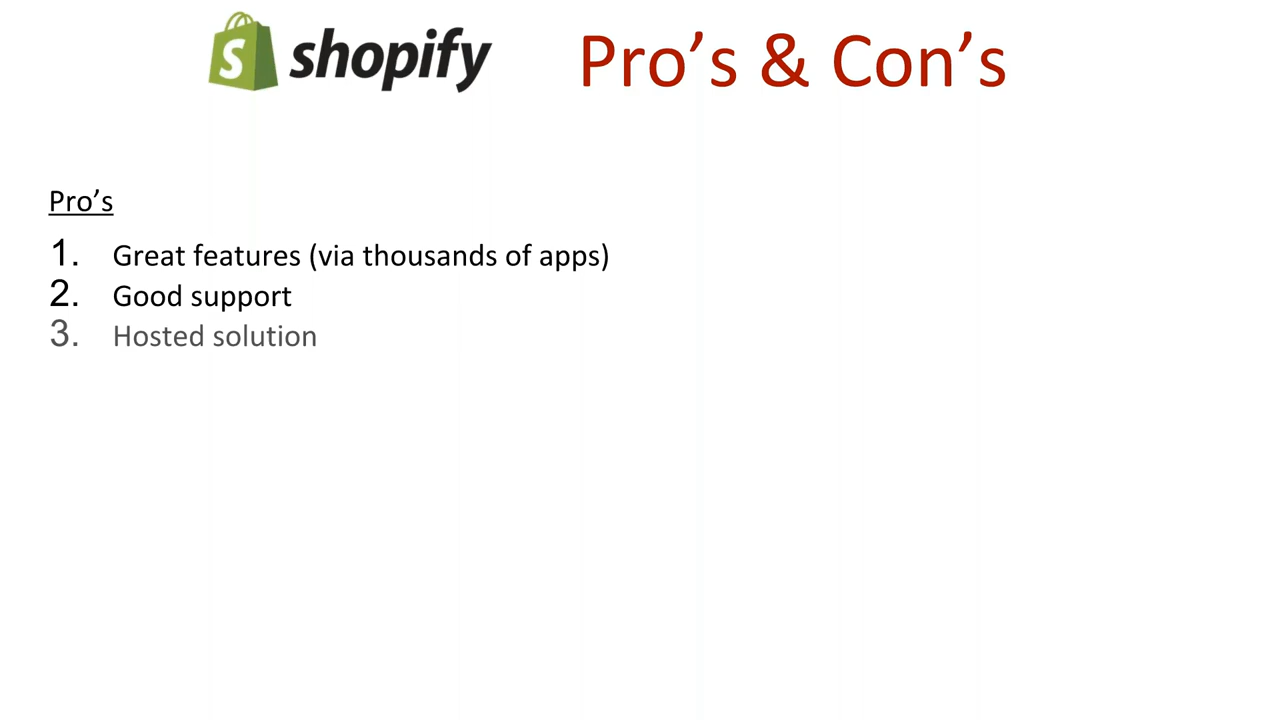 shopify
Pro’s & Con’s
Pro’s
1. Great features (via thousands of apps)
2. Good support
3. Hosted solution